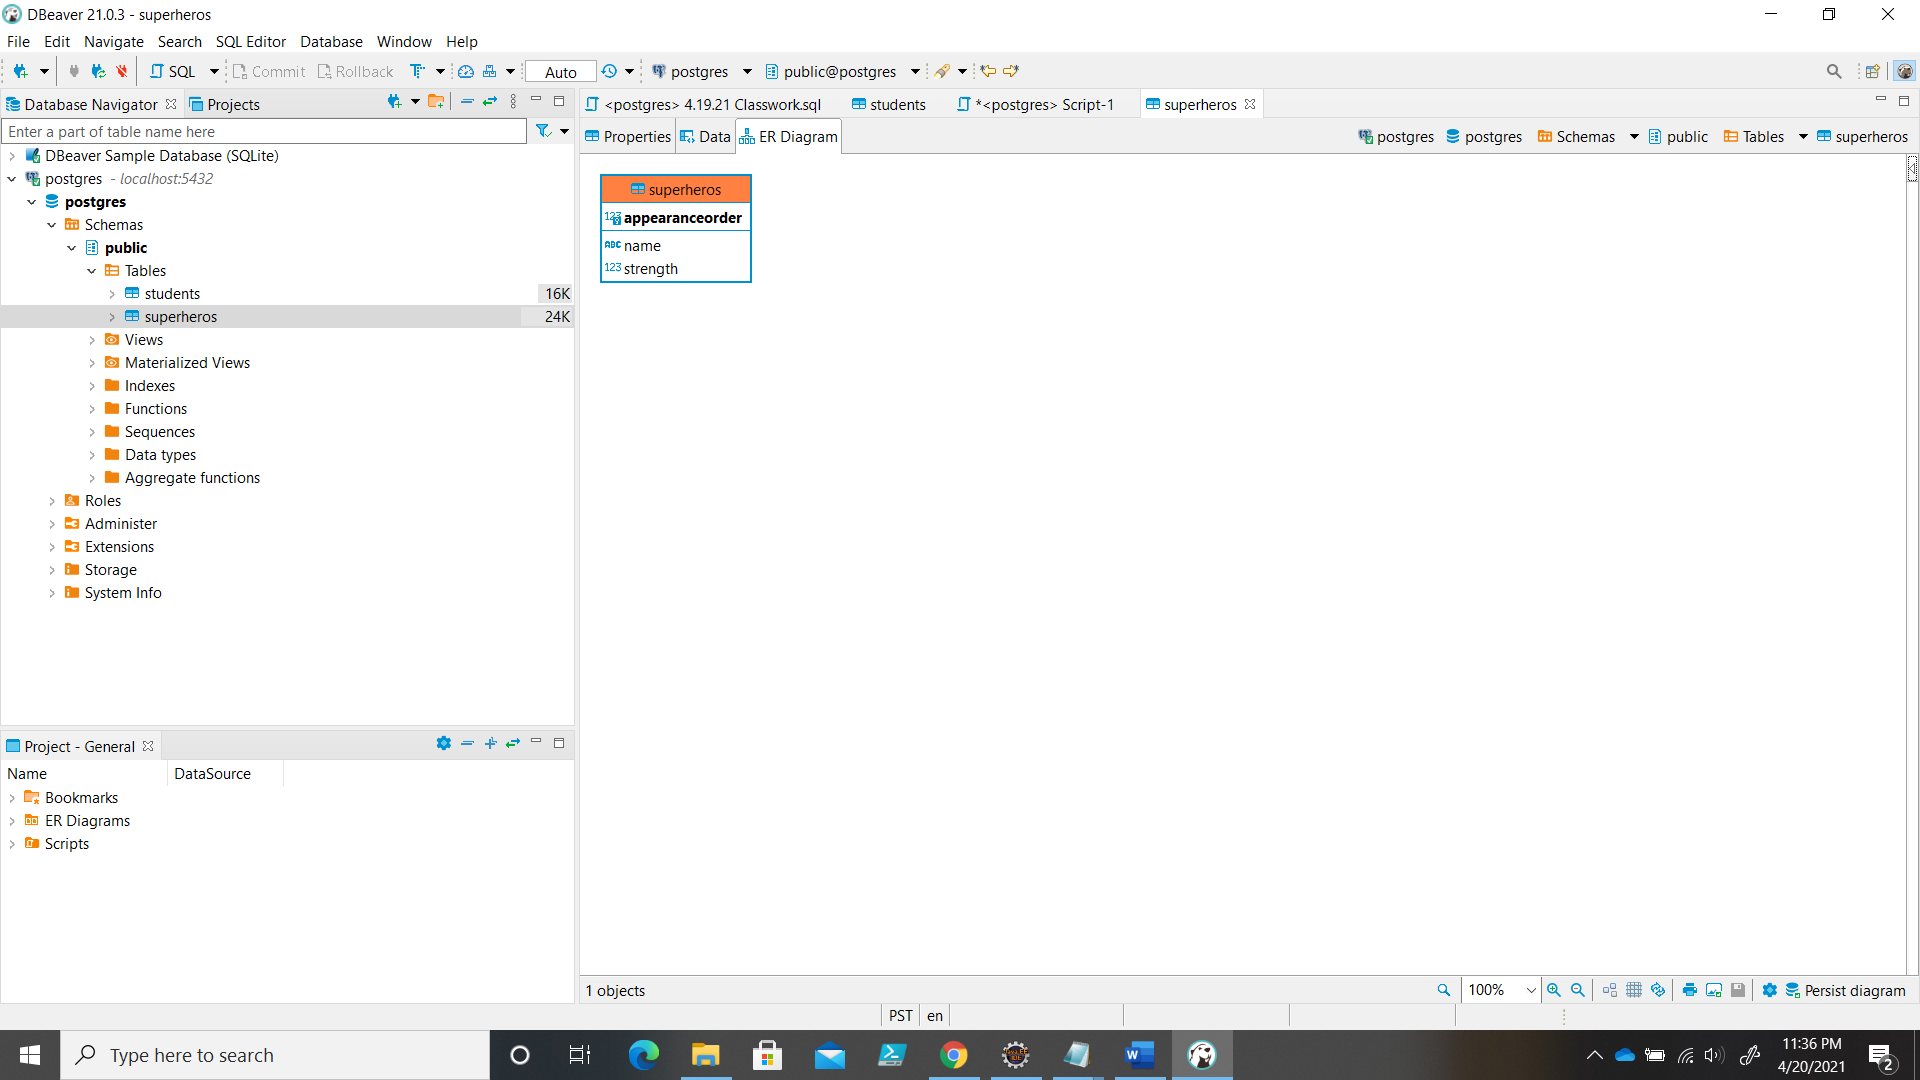 DBeaver 21.0.3 - superheros
File Edit Navigate Search SQL Editor Database Window Help
SQL Commit Rollback Auto postgres public@postgres
Database Navigator Projects
<postgres> 4.19.21 Classwork.sql students *<postgres> Script-1 superheros
Enter a part of table name here
Properties Data ER Diagram postgres postgres Schemas public Tables superheros
DBeaver Sample Database (SQLite)
postgres - localhost:5432
postgres
Schemas
public
Tables
students 16K
superheros 24K
Views
Materialized Views
Indexes
Functions
Sequences
Data types
Aggregate functions
Roles
Administer
Extensions
Storage
System Info
superheros
123 appearanceorder
ABC name
123 strength
Project - General
Name DataSource
Bookmarks
ER Diagrams
Scripts
1 objects 100% Persist diagram
PST en
Type here to search
11:36 PM
4/20/2021
2